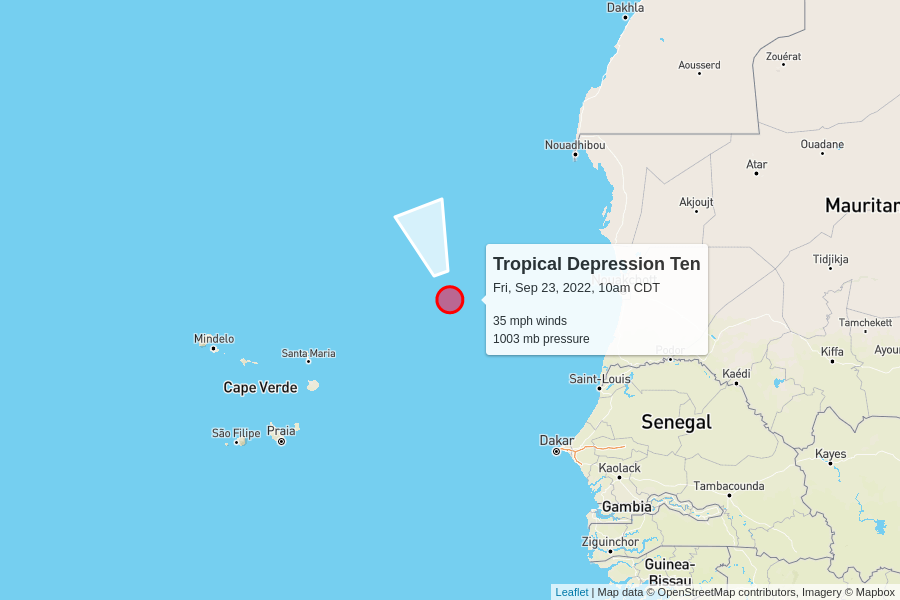 Dakhla
Zouérat
Aousserd
Nouadhibou
Ouadane
Atar
Akjoujt
Mauritan
Tropical Depression Ten
Tidjikja
Fri, Sep 23, 2022, 10am CDT
35 mph winds
Tamchekett
1003 mb pressure
Mindelo
Santa Maria
Kiffa
Ayou
Cape Verde
Saint-Louis
Kaédi
São Filipe
Praia
Senegal
Dakar
Kayes
Kaolack
Tambacounda
Gambia
Ziguinchor
Guinea-
Bissau
Leaflet | Map data © OpenStreetMap contributors, Imagery © Mapbox